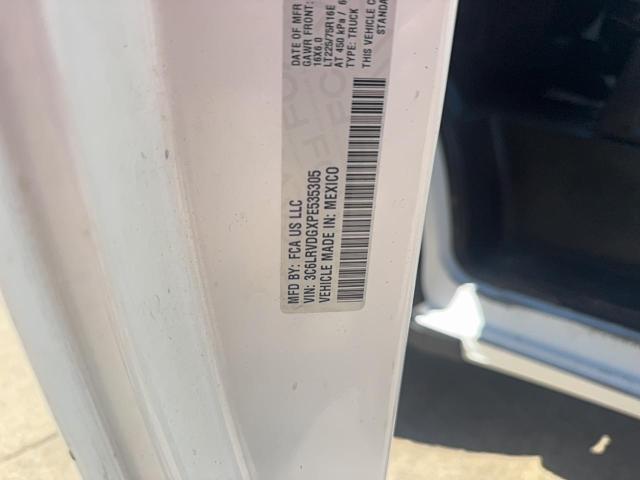 DATE OF MFR
GAWR FRONT:
16X6.0
LT225/75R16E
AT 450 kPa /
TYPE: TRUCK
THIS VEHICLE C
STANDA
MFD BY: FCA US LLC
VIN: 3C6LRVDGXPE535305
VEHICLE MADE IN: MEXICO